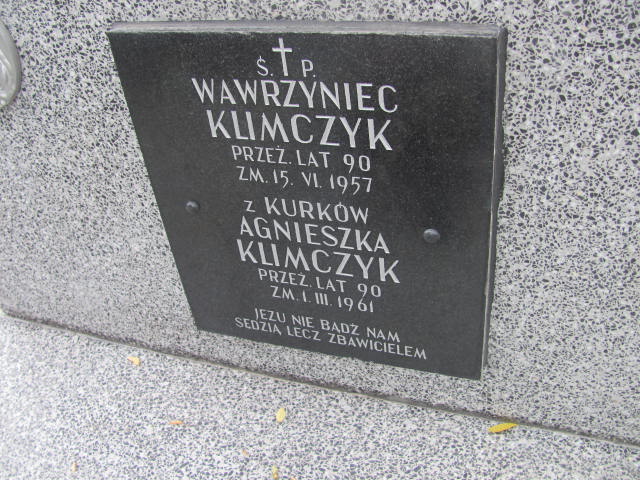 Ś. P.
WAWRZYNIEC
KLIMCZYK
PRZEŻ. LAT 90
ZM. 15. VI. 1957
z KURKÓW
AGNIESZKA
KLIMCZYK
PRZEŻ. LAT 90
ZM. 1. III. 1961
JEZU NIE BĄDŹ NAM
SĘDZIĄ LECZ ZBAWICIELEM